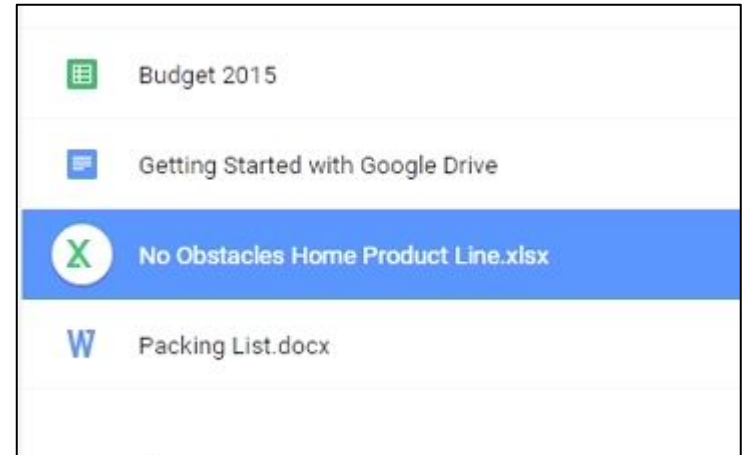 Budget 2015
Getting Started with Google Drive
No Obstacles Home Product Line.xlsx
Packing List.docx